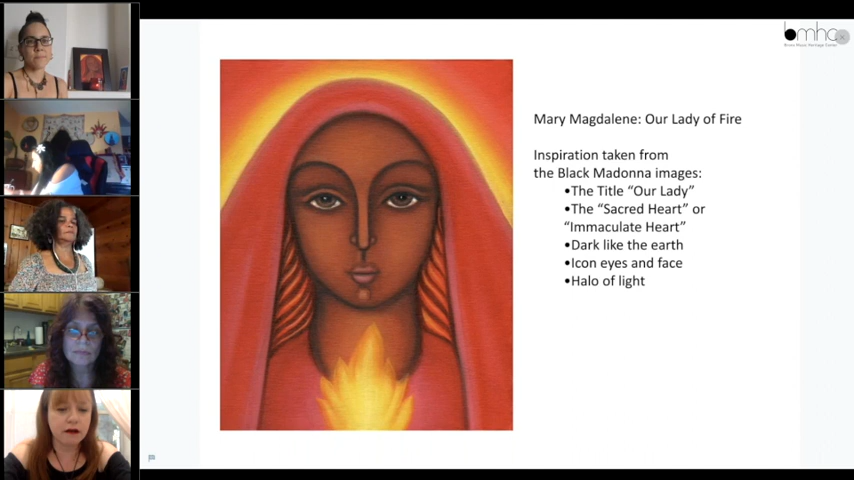 bmhc
Mary Magdalene: Our Lady of Fire
Inspiration taken from
the Black Madonna images:
•The Title “Our Lady”
•The “Sacred Heart” or
“Immaculate Heart”
•Dark like the earth
•Icon eyes and face
•Halo of light